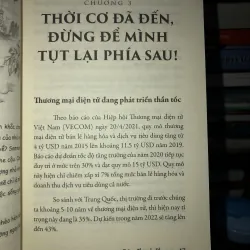 CHƯƠNG 3
THỜI CƠ ĐÃ ĐẾN,
ĐỪNG ĐỂ MÌNH
TỤT LẠI PHÍA SAU!
Thương mại điện tử đang phát triển thần tốc
Theo báo cáo của Hiệp hội Thương mại điện tử
Việt Nam (VECOM) ngày 20/4/2021, quy mô thương mại
điện tử bán lẻ hàng hóa và dịch vụ tiêu dùng tăng từ
4 tỷ USD năm 2015 lên khoảng 11.5 tỷ USD năm 2019.
Báo cáo dự đoán tốc độ tăng trưởng của năm 2020 tiếp tục
duy trì ở mức trên 30% và đạt quy mô 15 tỷ USD. Quy mô
này hiện chỉ chiếm xấp xỉ 7% tổng mức bán lẻ hàng hóa và
doanh thu dịch vụ tiêu dùng cả nước.
So sánh với Trung Quốc, thị trường đi trước chúng
ta khoảng 5-10 năm về thương mại điện tử, thì hiện nay tỉ
trọng này đang là 35%. Dự kiến trong năm 2022 sẽ tăng lên
đến 43%.